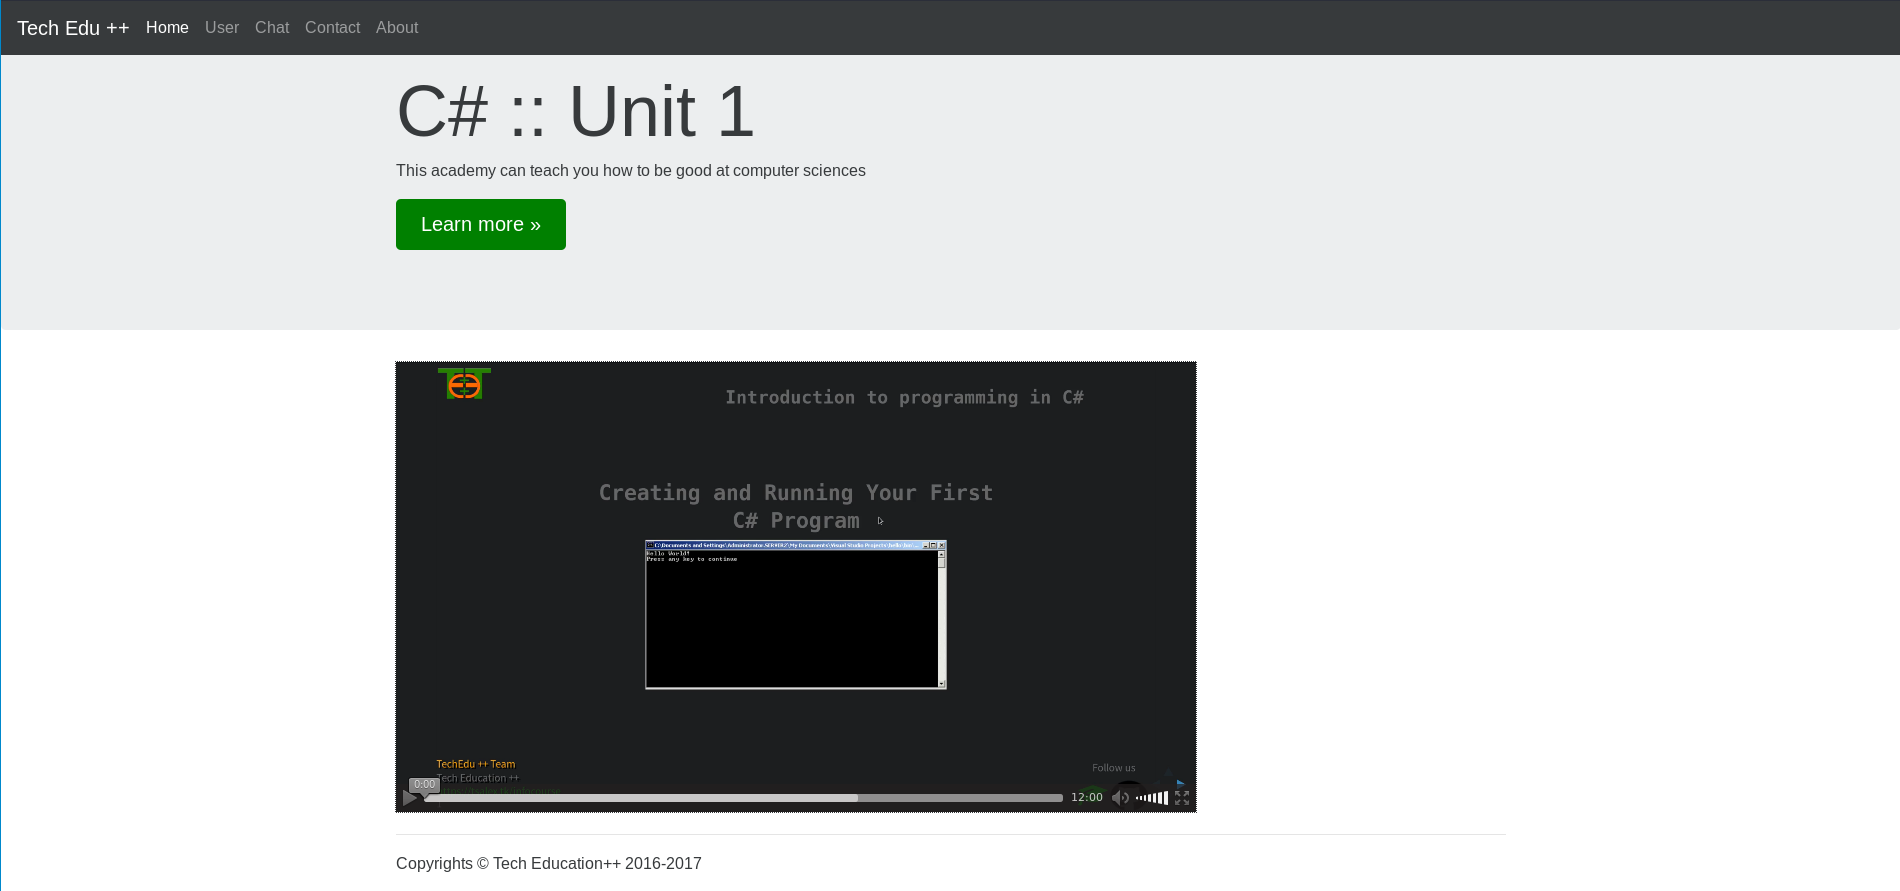 Tech Edu ++ Home User Chat Contact About
C# :: Unit 1
This academy can teach you how to be good at computer sciences
Learn more »
Introduction to programming in C#
Creating and Running Your First
C# Program
C:\Documents and Settings\Administrator.SERVER2\My Documents\Visual Studio Projects\hello\bin\...
Hello World!
Press any key to continue
TechEdu ++ Team
Follow us
Tech Education ++
0:00
12:00
Copyrights © Tech Education++ 2016-2017